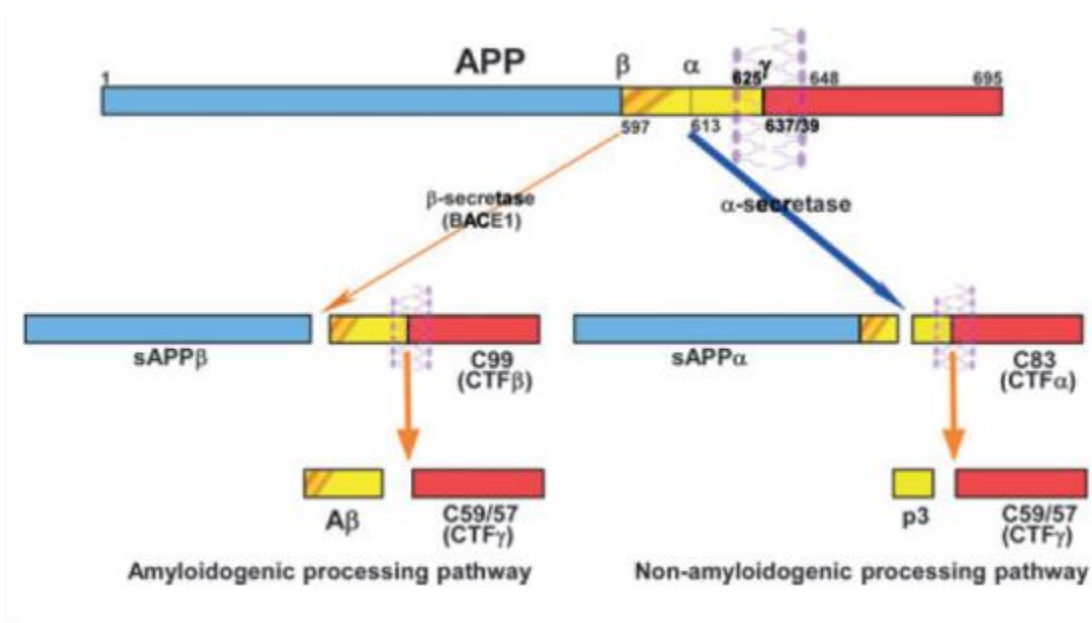 APP β α γ
1 625 648 695
597 613 637/39
β-secretase
(BACE1)
α-secretase
sAPPβ
C99
(CTFβ)
sAPPα
C83
(CTFα)
Aβ
C59/57
(CTFγ)
p3
C59/57
(CTFγ)
Amyloidogenic processing pathway
Non-amyloidogenic processing pathway